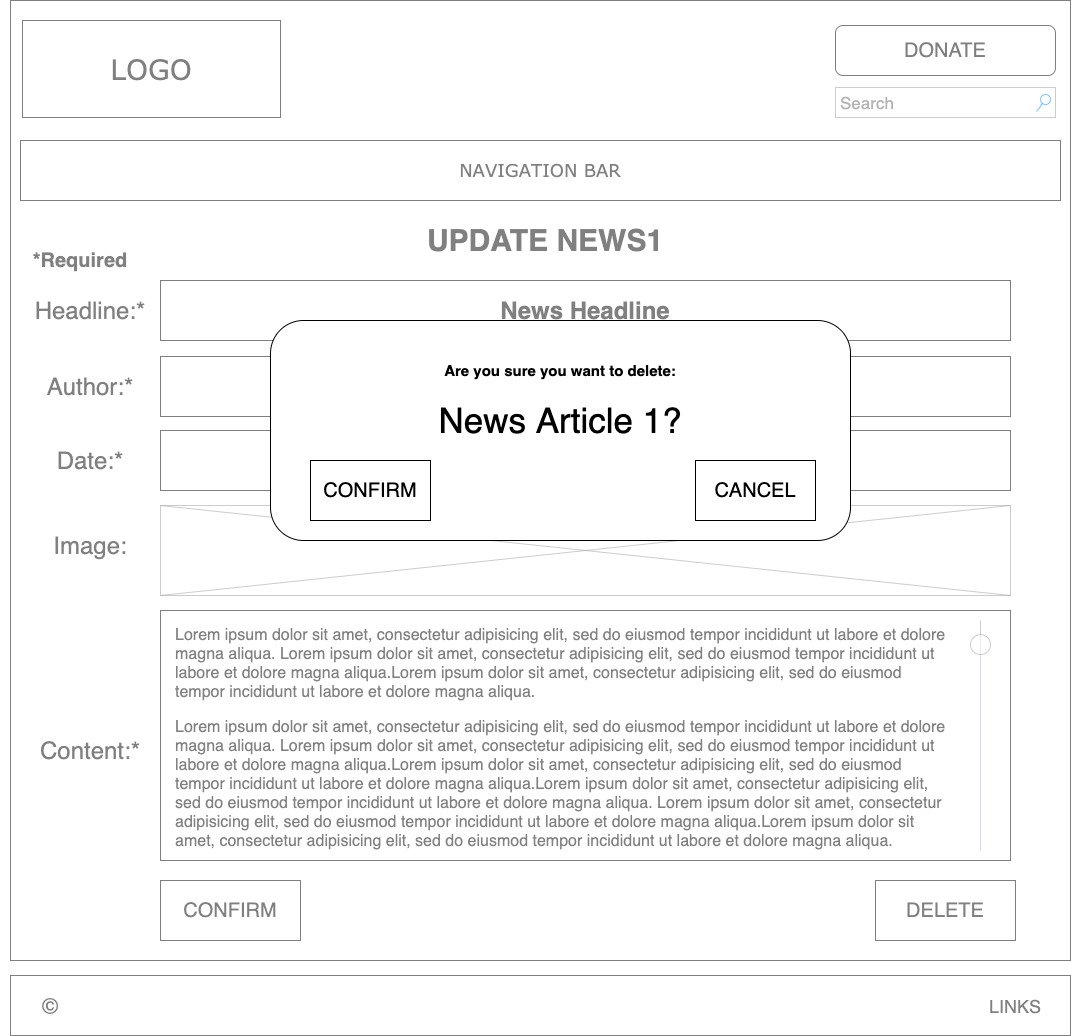 LOGO
DONATE
Search
NAVIGATION BAR
UPDATE NEWS1
*Required
Headline:*
News Headline
Author:*
Are you sure you want to delete:
News Article 1?
Date:*
CONFIRM
CANCEL
Image:
Lorem ipsum dolor sit amet, consectetur adipisicing elit, sed do eiusmod tempor incididunt ut labore et dolore
magna aliqua. Lorem ipsum dolor sit amet, consectetur adipisicing elit, sed do eiusmod tempor incididunt ut
labore et dolore magna aliqua.Lorem ipsum dolor sit amet, consectetur adipisicing elit, sed do eiusmod
tempor incididunt ut labore et dolore magna aliqua.
Lorem ipsum dolor sit amet, consectetur adipisicing elit, sed do eiusmod tempor incididunt ut labore et dolore
magna aliqua. Lorem ipsum dolor sit amet, consectetur adipisicing elit, sed do eiusmod tempor incididunt ut
labore et dolore magna aliqua.Lorem ipsum dolor sit amet, consectetur adipisicing elit, sed do eiusmod
tempor incididunt ut labore et dolore magna aliqua.Lorem ipsum dolor sit amet, consectetur adipisicing elit,
sed do eiusmod tempor incididunt ut labore et dolore magna aliqua. Lorem ipsum dolor sit amet, consectetur
adipisicing elit, sed do eiusmod tempor incididunt ut labore et dolore magna aliqua.Lorem ipsum dolor sit
amet, consectetur adipisicing elit, sed do eiusmod tempor incididunt ut labore et dolore magna aliqua.
Content:*
CONFIRM
DELETE
©
LINKS